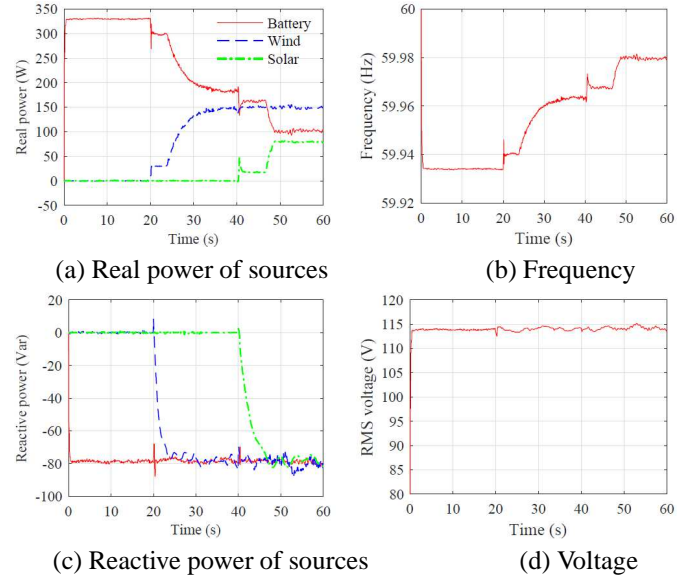 350
300
250
200
150
100
50
0
-50
Real power (W)
Battery
Wind
Solar
0 10 20 30 40 50 60
Time (s)
(a) Real power of sources
60
59.98
59.96
59.94
59.92
Frequency (Hz)
0 10 20 30 40 50 60
Time (s)
(b) Frequency
20
0
-20
-40
-60
-80
-100
Reactive power (Var)
0 10 20 30 40 50 60
Time (s)
(c) Reactive power of sources
120
115
110
105
100
95
90
85
80
RMS voltage (V)
0 10 20 30 40 50 60
Time (s)
(d) Voltage